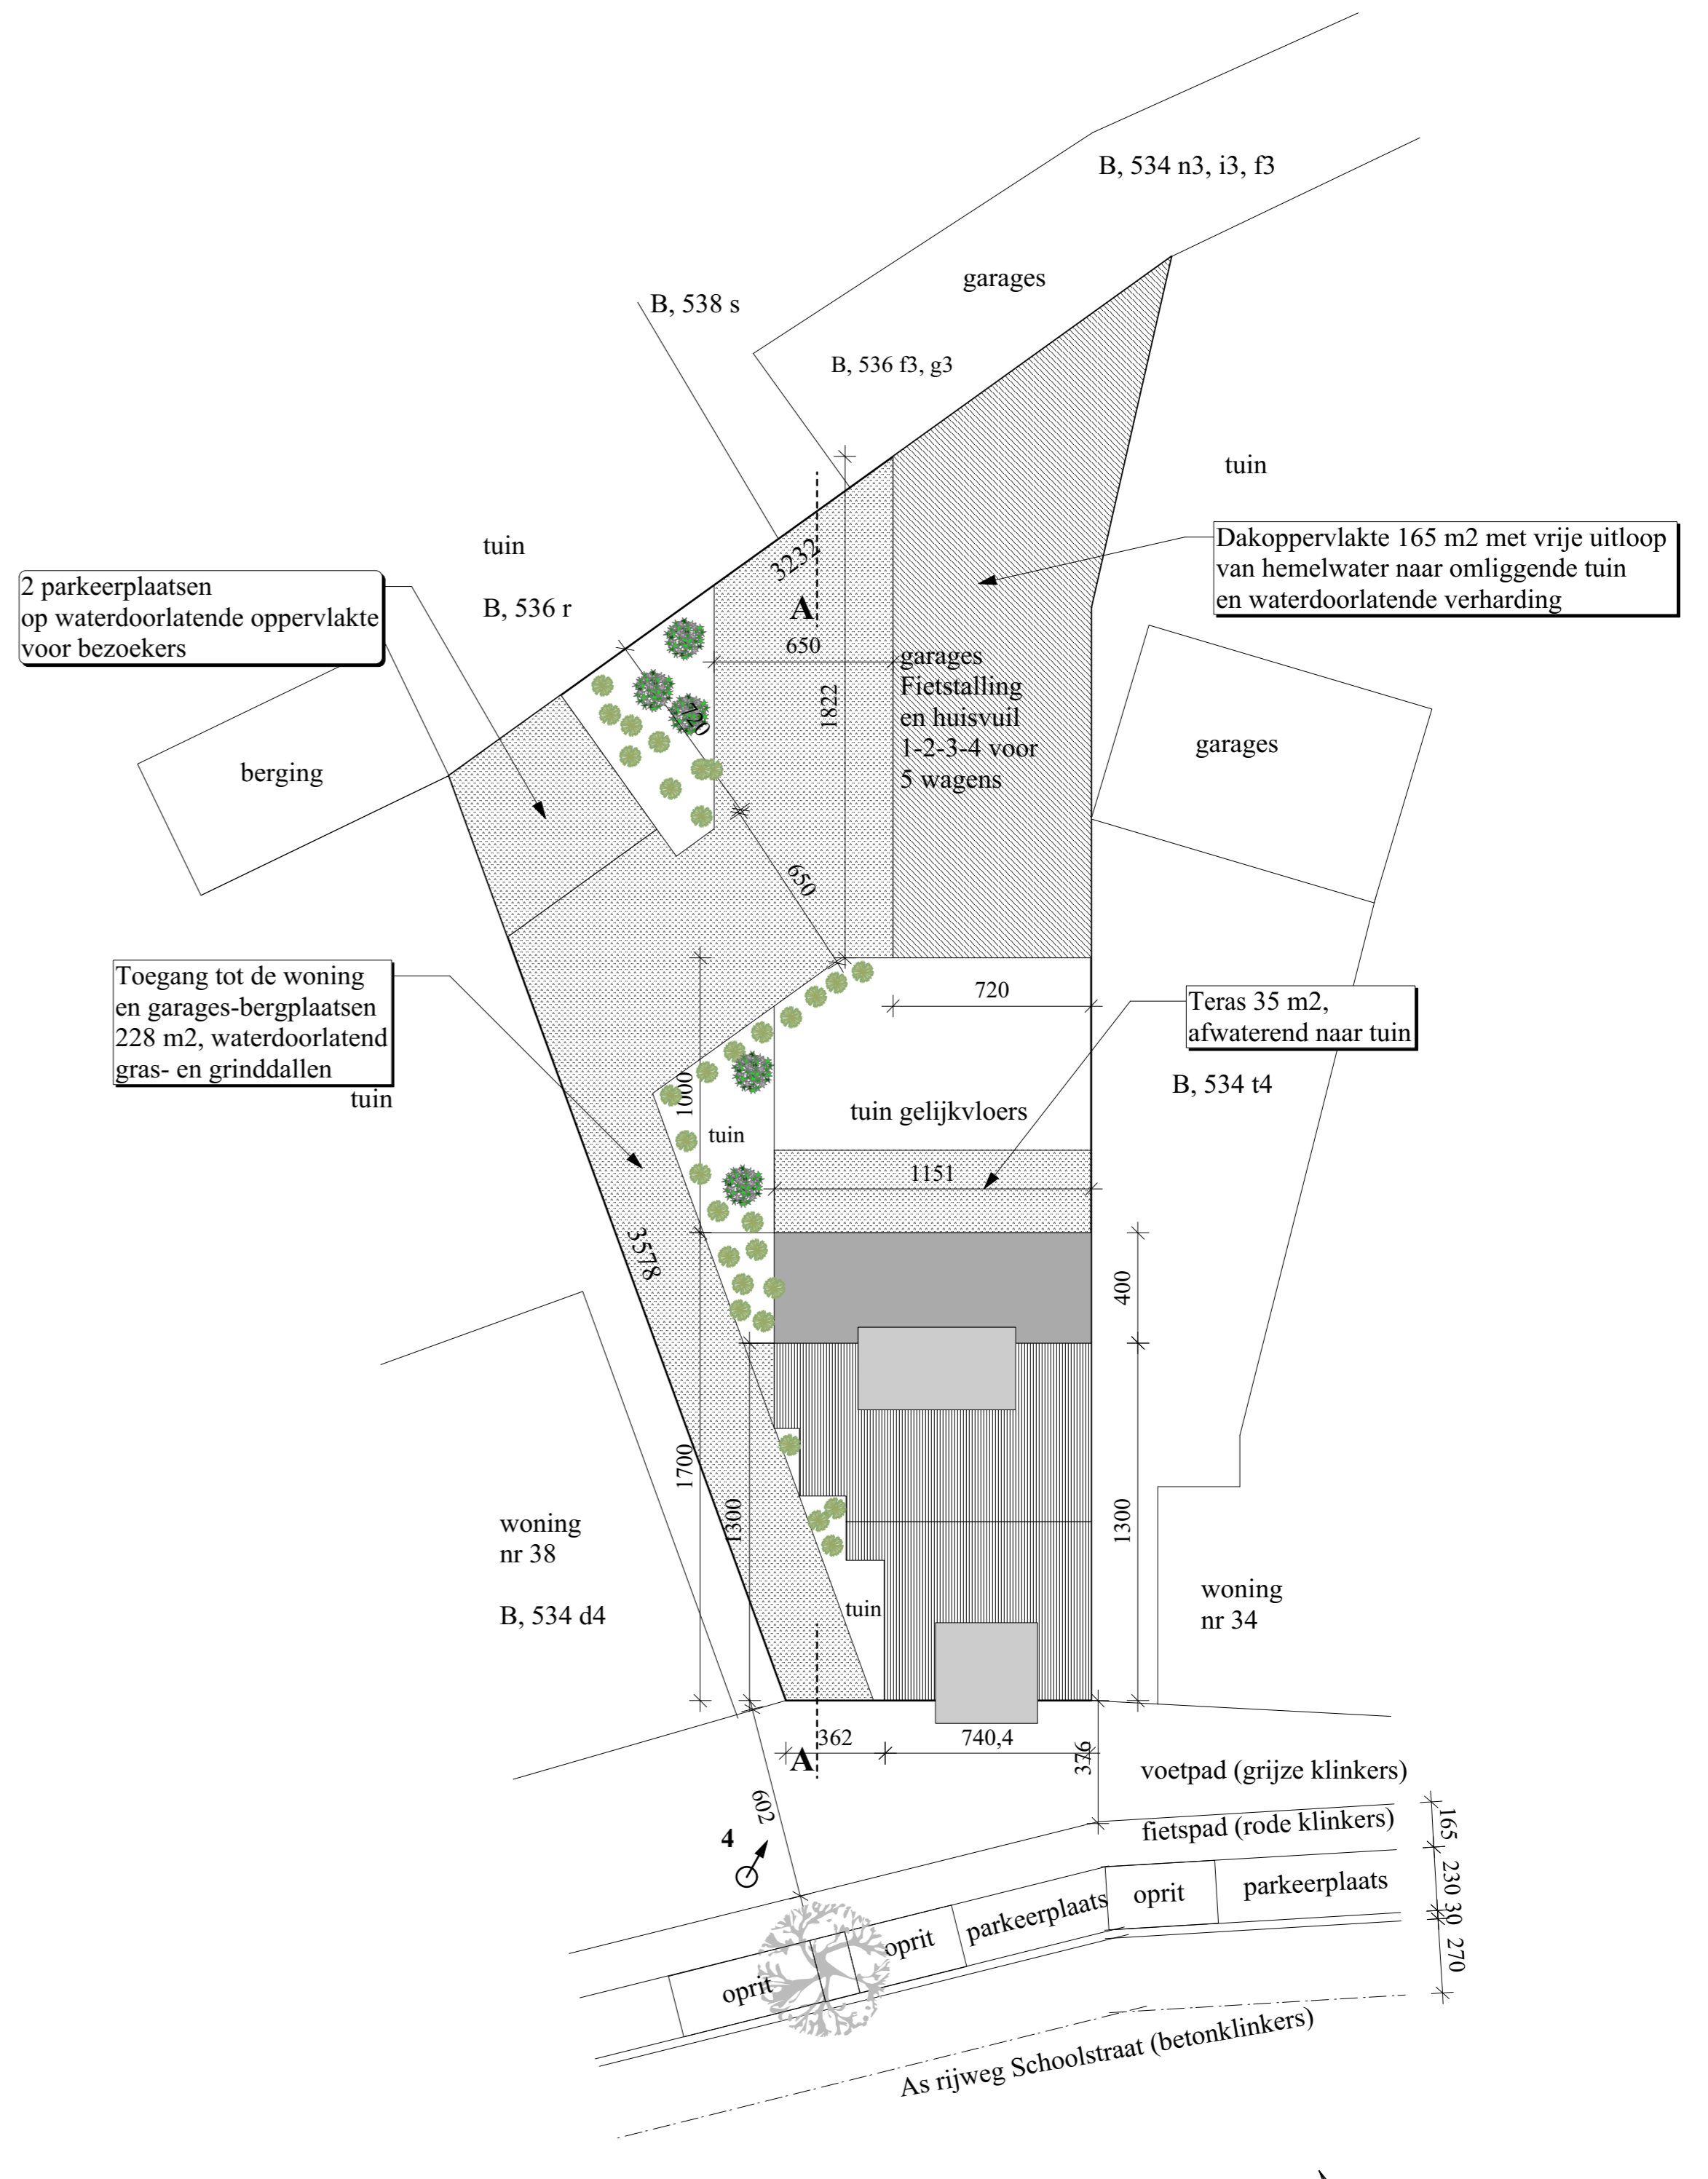 B, 534 n3, i3, f3
garages
B, 538 s
B, 536 f3, g3
tuin
Dakoppervlakte 165 m2 met vrije uitloop
van hemelwater naar omliggende tuin
en waterdoorlatende verharding
tuin
B, 536 r
2 parkeerplaatsen
op waterdoorlatende oppervlakte
voor bezoekers
3232
A
650
1822
720
garages
Fietstalling
en huisvuil
1-2-3-4 voor
5 wagens
garages
berging
650
Toegang tot de woning
en garages-bergplaatsen
228 m2, waterdoorlatend
gras- en grinddallen
tuin
720
Teras 35 m2,
afwaterend naar tuin
B, 534 t4
1000
tuin
tuin gelijkvloers
1151
3578
400
1700
1300
1300
woning
nr 38
B, 534 d4
woning
nr 34
tuin
A
362
740,4
376
602
4
voetpad (grijze klinkers)
fietspad (rode klinkers)
165
230
30
270
oprit
oprit
parkeerplaats
oprit
parkeerplaats
As rijweg Schoolstraat (betonklinkers)